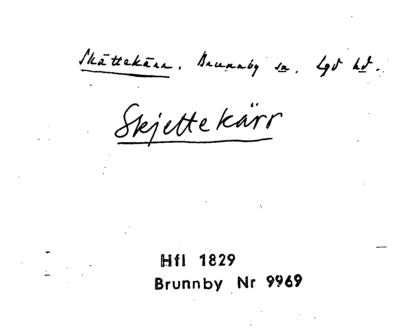 Skättekärr. Brunnby sn. Lgd hd.
Skjettekärr
Hfl 1829
Brunnby Nr 9969